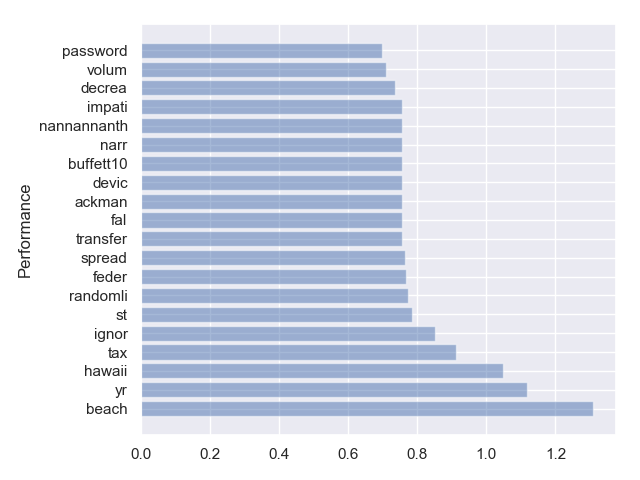 password
volum
decrea
impati
nannannanth
narr
buffett10
devic
ackman
fal
transfer
spread
feder
randomli
st
ignor
tax
hawaii
yr
beach
Performance
0.0 0.2 0.4 0.6 0.8 1.0 1.2